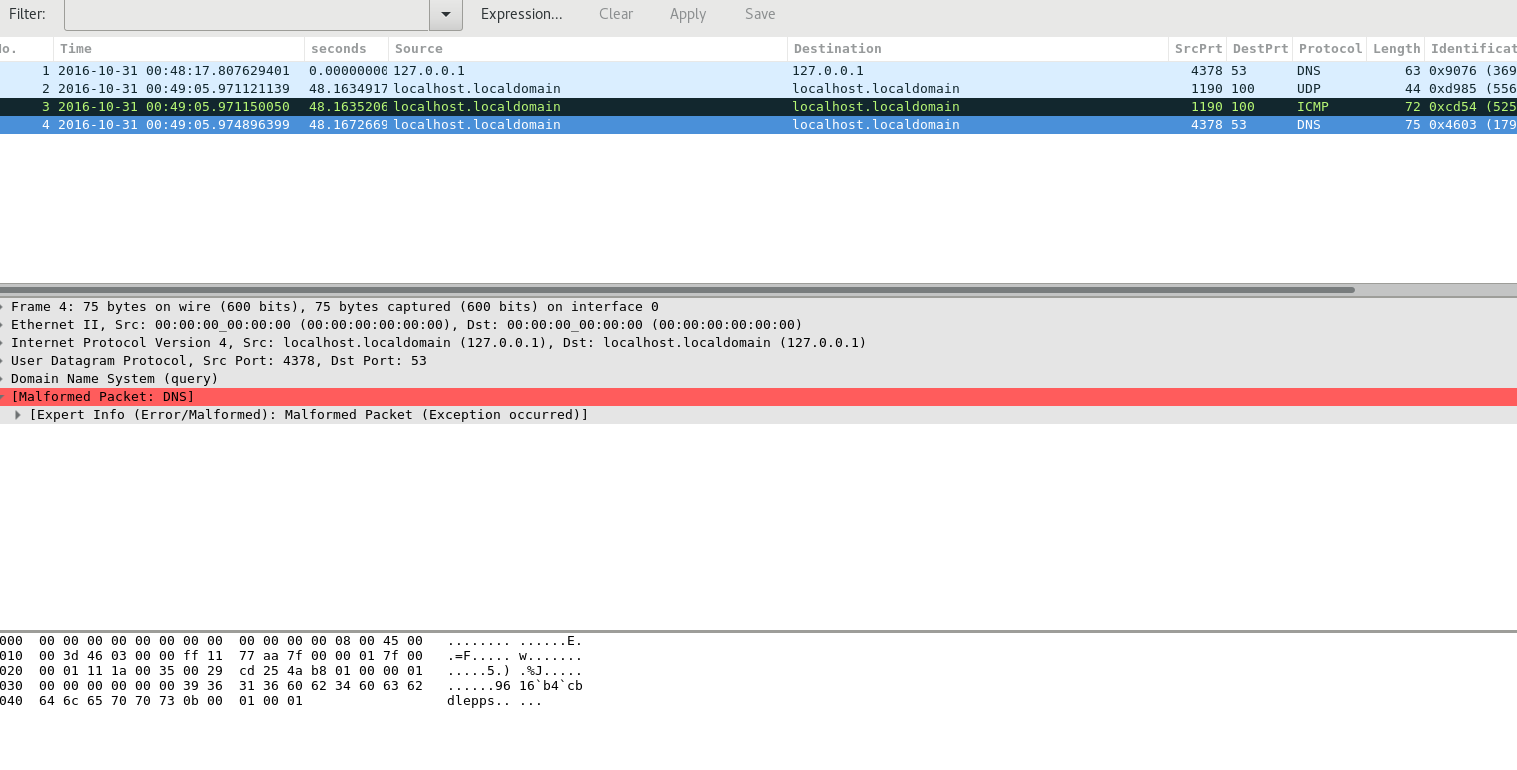 Filter: Expression... Clear Apply Save
No. Time seconds Source Destination SrcPrt DestPrt Protocol Length Identificat
1 2016-10-31 00:48:17.807629401 0.00000000 127.0.0.1 127.0.0.1 4378 53 DNS 63 0x9076 (369
2 2016-10-31 00:49:05.971121139 48.1634917 localhost.localdomain localhost.localdomain 1190 100 UDP 44 0xd985 (556
3 2016-10-31 00:49:05.971150050 48.1635206 localhost.localdomain localhost.localdomain 1190 100 ICMP 72 0xcd54 (525
4 2016-10-31 00:49:05.974896399 48.1672669 localhost.localdomain localhost.localdomain 4378 53 DNS 75 0x4603 (179
Frame 4: 75 bytes on wire (600 bits), 75 bytes captured (600 bits) on interface 0
Ethernet II, Src: 00:00:00_00:00:00 (00:00:00:00:00:00), Dst: 00:00:00_00:00:00 (00:00:00:00:00:00)
Internet Protocol Version 4, Src: localhost.localdomain (127.0.0.1), Dst: localhost.localdomain (127.0.0.1)
User Datagram Protocol, Src Port: 4378, Dst Port: 53
Domain Name System (query)
[Malformed Packet: DNS]
[Expert Info (Error/Malformed): Malformed Packet (Exception occurred)]
000 00 00 00 00 00 00 00 00 00 00 00 00 08 00 45 00 ........ ......E.
010 00 3d 46 03 00 00 ff 11 77 aa 7f 00 00 01 7f 00 .=F..... w.......
020 00 01 11 1a 00 35 00 29 cd 25 4a b8 01 00 00 01 .....5.) .%J.....
030 00 00 00 00 00 00 39 36 31 36 60 62 34 60 63 62 ......96 16`b4`cb
040 64 6c 65 70 70 73 0b 00 01 00 01 dlepps.. ...